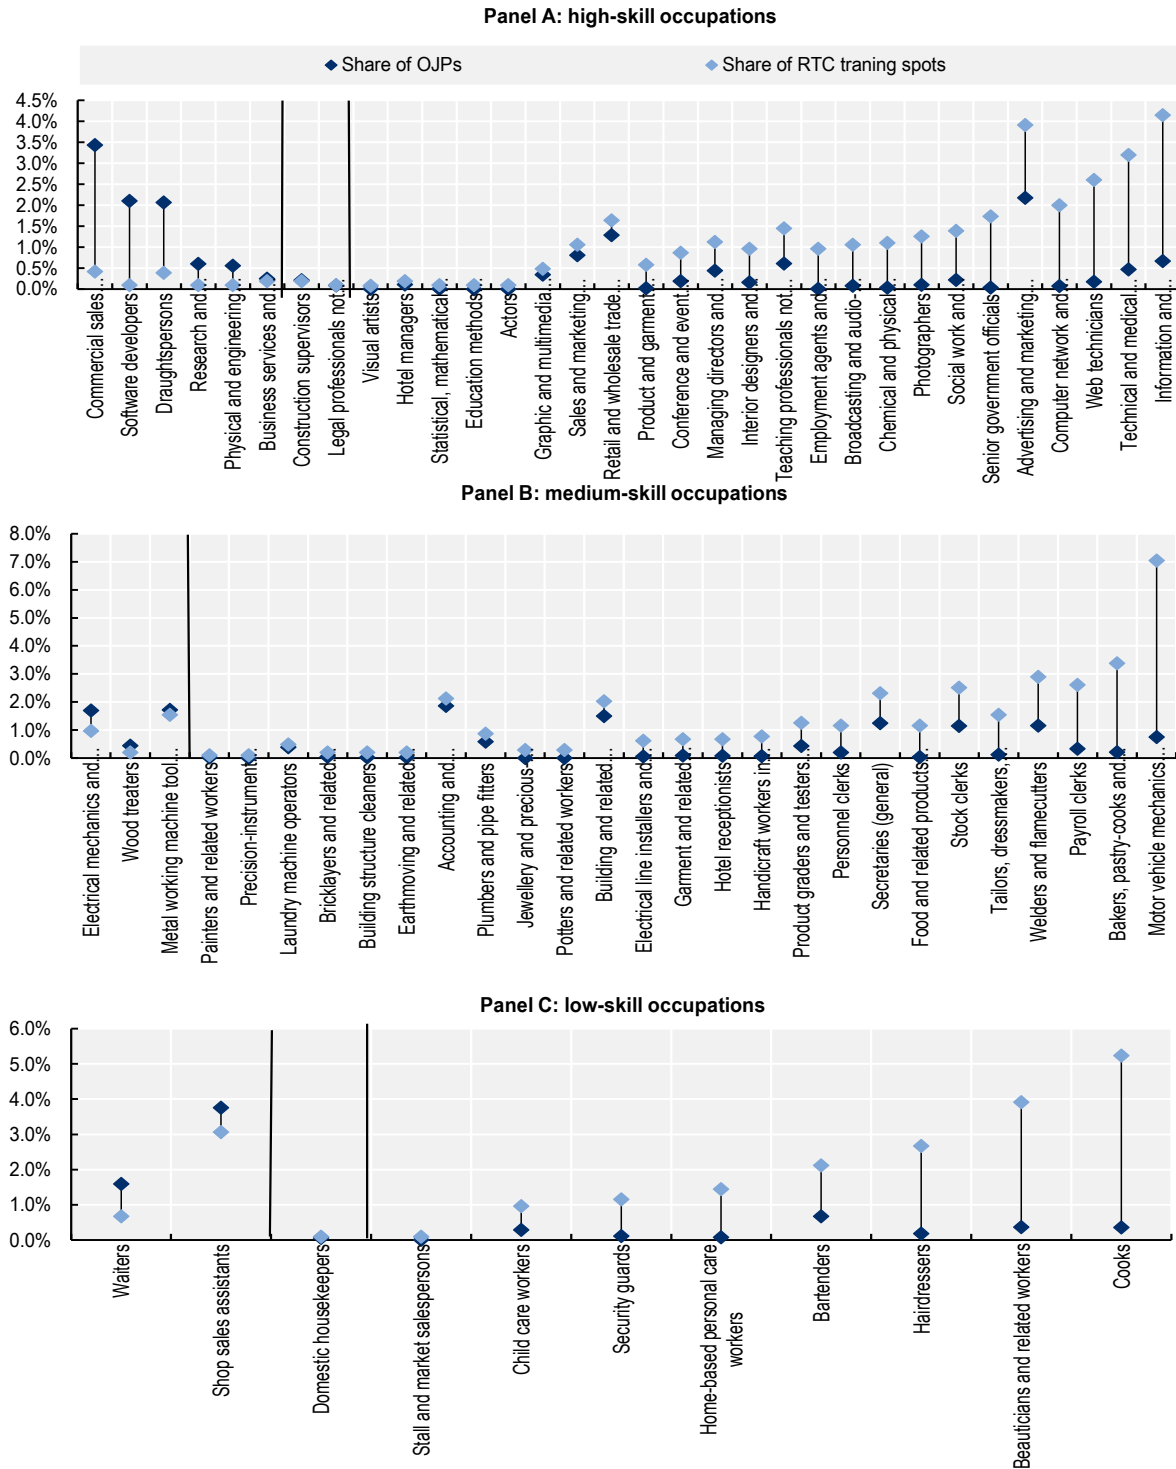 Panel A: high-skill occupations
Share of OJPs
Share of RTC traning spots
4.5%
4.0%
3.5%
3.0%
2.5%
2.0%
1.5%
1.0%
0.5%
0.0%
Commercial sales…
Software developers
Draughtspersons
Research and…
Physical and engineering…
Business services and…
Construction supervisors
Legal professionals not…
Visual artists
Hotel managers
Statistical, mathematical…
Education methods…
Actors
Graphic and multimedia…
Sales and marketing…
Retail and wholesale trade…
Product and garment…
Conference and event…
Managing directors and…
Interior designers and…
Teaching professionals not…
Employment agents and…
Broadcasting and audio-…
Chemical and physical…
Photographers
Social work and…
Senior government officials
Advertising and marketing…
Computer network and…
Web technicians
Technical and medical…
Information and…
Panel B: medium-skill occupations
8.0%
7.0%
6.0%
5.0%
4.0%
3.0%
2.0%
1.0%
0.0%
Electrical mechanics and…
Wood treaters
Metal working machine tool…
Painters and related workers
Precision-instrument…
Laundry machine operators
Bricklayers and related…
Building structure cleaners
Earthmoving and related…
Accounting and…
Plumbers and pipe fitters
Jewellery and precious-…
Potters and related workers
Building and related…
Electrical line installers and…
Garment and related…
Hotel receptionists
Handicraft workers in…
Product graders and testers…
Personnel clerks
Secretaries (general)
Food and related products…
Stock clerks
Tailors, dressmakers,…
Welders and flamecutters
Payroll clerks
Bakers, pastry-cooks and…
Motor vehicle mechanics…
Panel C: low-skill occupations
6.0%
5.0%
4.0%
3.0%
2.0%
1.0%
0.0%
Waiters
Shop sales assistants
Domestic housekeepers
Stall and market salespersons
Child care workers
Security guards
Home-based personal care
workers
Bartenders
Hairdressers
Beauticians and related workers
Cooks